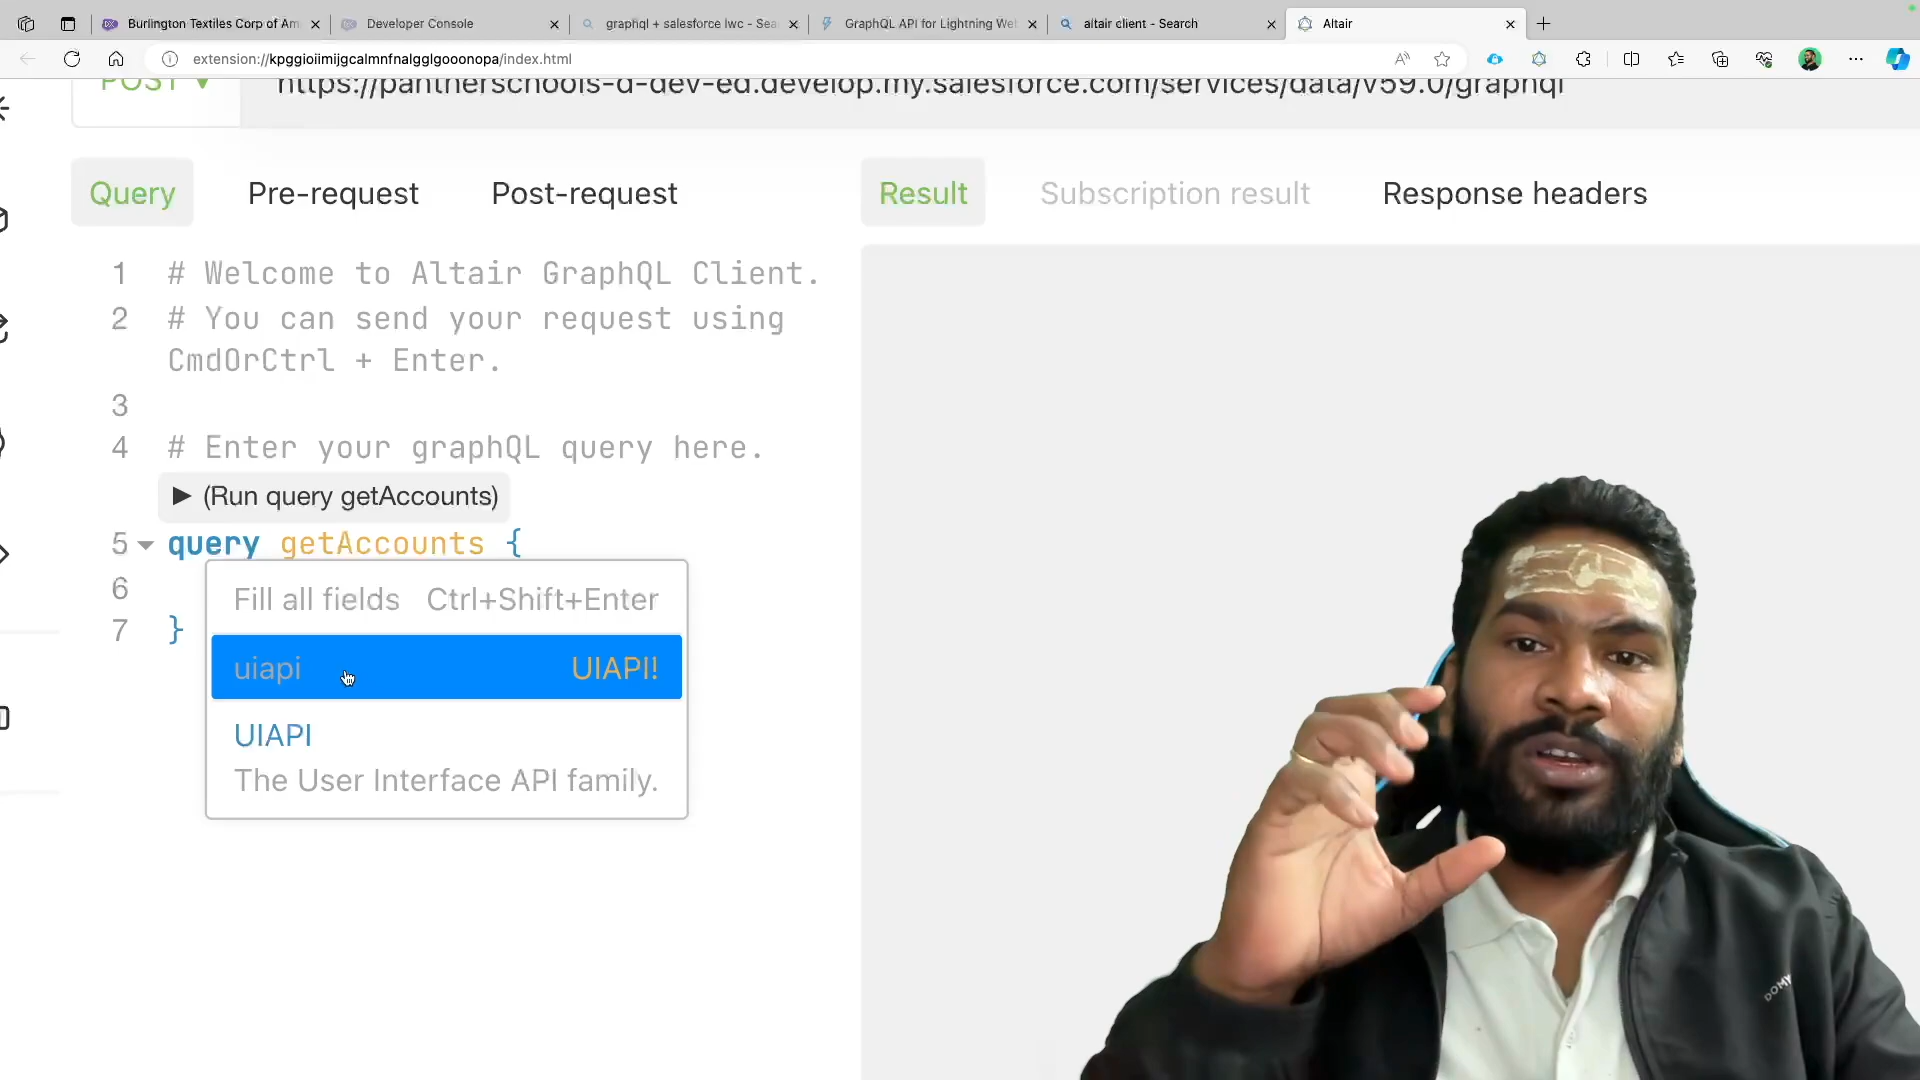 Burlington Textiles Corp of Am
Developer Console
graphql + salesforce lwc - Sea
GraphQL API for Lightning Web
altair client - Search
Altair
extension://kpggioiimijgcalmnfnalgglgooonopa/index.html
POST
https://pantherschools-d-dev-ed.develop.my.salesforce.com/services/data/v59.0/graphql
Query Pre-request Post-request
Result Subscription result Response headers
1 # Welcome to Altair GraphQL Client.
2 # You can send your request using
CmdOrCtrl + Enter.
3
4 # Enter your graphQL query here.
(Run query getAccounts)
5 query getAccounts {
6
7 }
Fill all fields Ctrl+Shift+Enter
uiapi UIAPI!
UIAPI
The User Interface API family.
DOMY